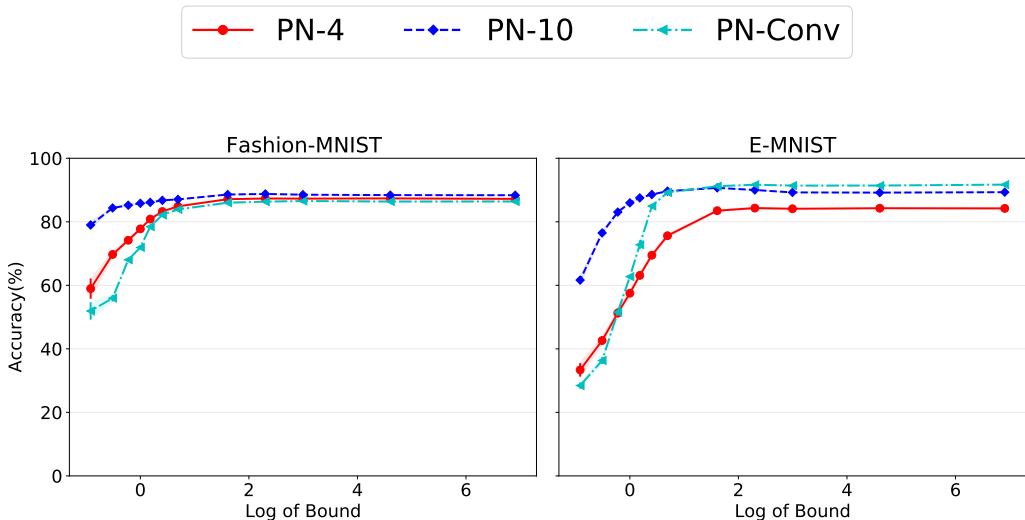 PN-4 PN-10 PN-Conv
Fashion-MNIST E-MNIST
100
80
60
40
20
0
Accuracy(%)
0 2 4 6 0 2 4 6
Log of Bound Log of Bound